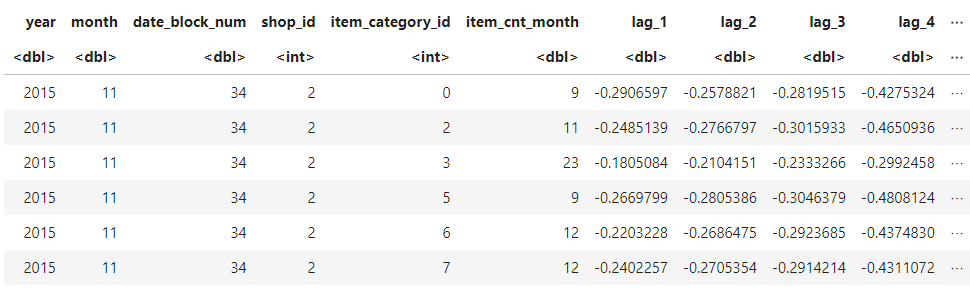 year month date_block_num shop_id item_category_id item_cnt_month lag_1 lag_2 lag_3 lag_4 ⋯
<dbl> <dbl> <dbl> <int> <int> <dbl> <dbl> <dbl> <dbl> <dbl> ⋯
2015 11 34 2 0 9 -0.2906597 -0.2578821 -0.2819515 -0.4275324 ⋯
2015 11 34 2 2 11 -0.2485139 -0.2766797 -0.3015933 -0.4650936 ⋯
2015 11 34 2 3 23 -0.1805084 -0.2104151 -0.2333266 -0.2992458 ⋯
2015 11 34 2 5 9 -0.2669799 -0.2805386 -0.3046379 -0.4808124 ⋯
2015 11 34 2 6 12 -0.2203228 -0.2686475 -0.2923685 -0.4374830 ⋯
2015 11 34 2 7 12 -0.2402257 -0.2705354 -0.2914214 -0.4311072 ⋯